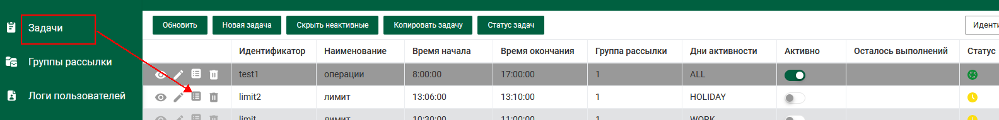 Задачи
Группы рассылки
Логи пользователей
Обновить Новая задача Скрыть неактивные Копировать задачу Статус задач Иденти
Идентификатор Наименование Время начала Время окончания Группа рассылки Дни активности Активно Осталось выполнений Статус
test1 операции 8:00:00 17:00:00 1 ALL
limit2 лимит 13:06:00 13:10:00 1 HOLIDAY
limit лимит 10:30:00 11:00:00 1 WORK